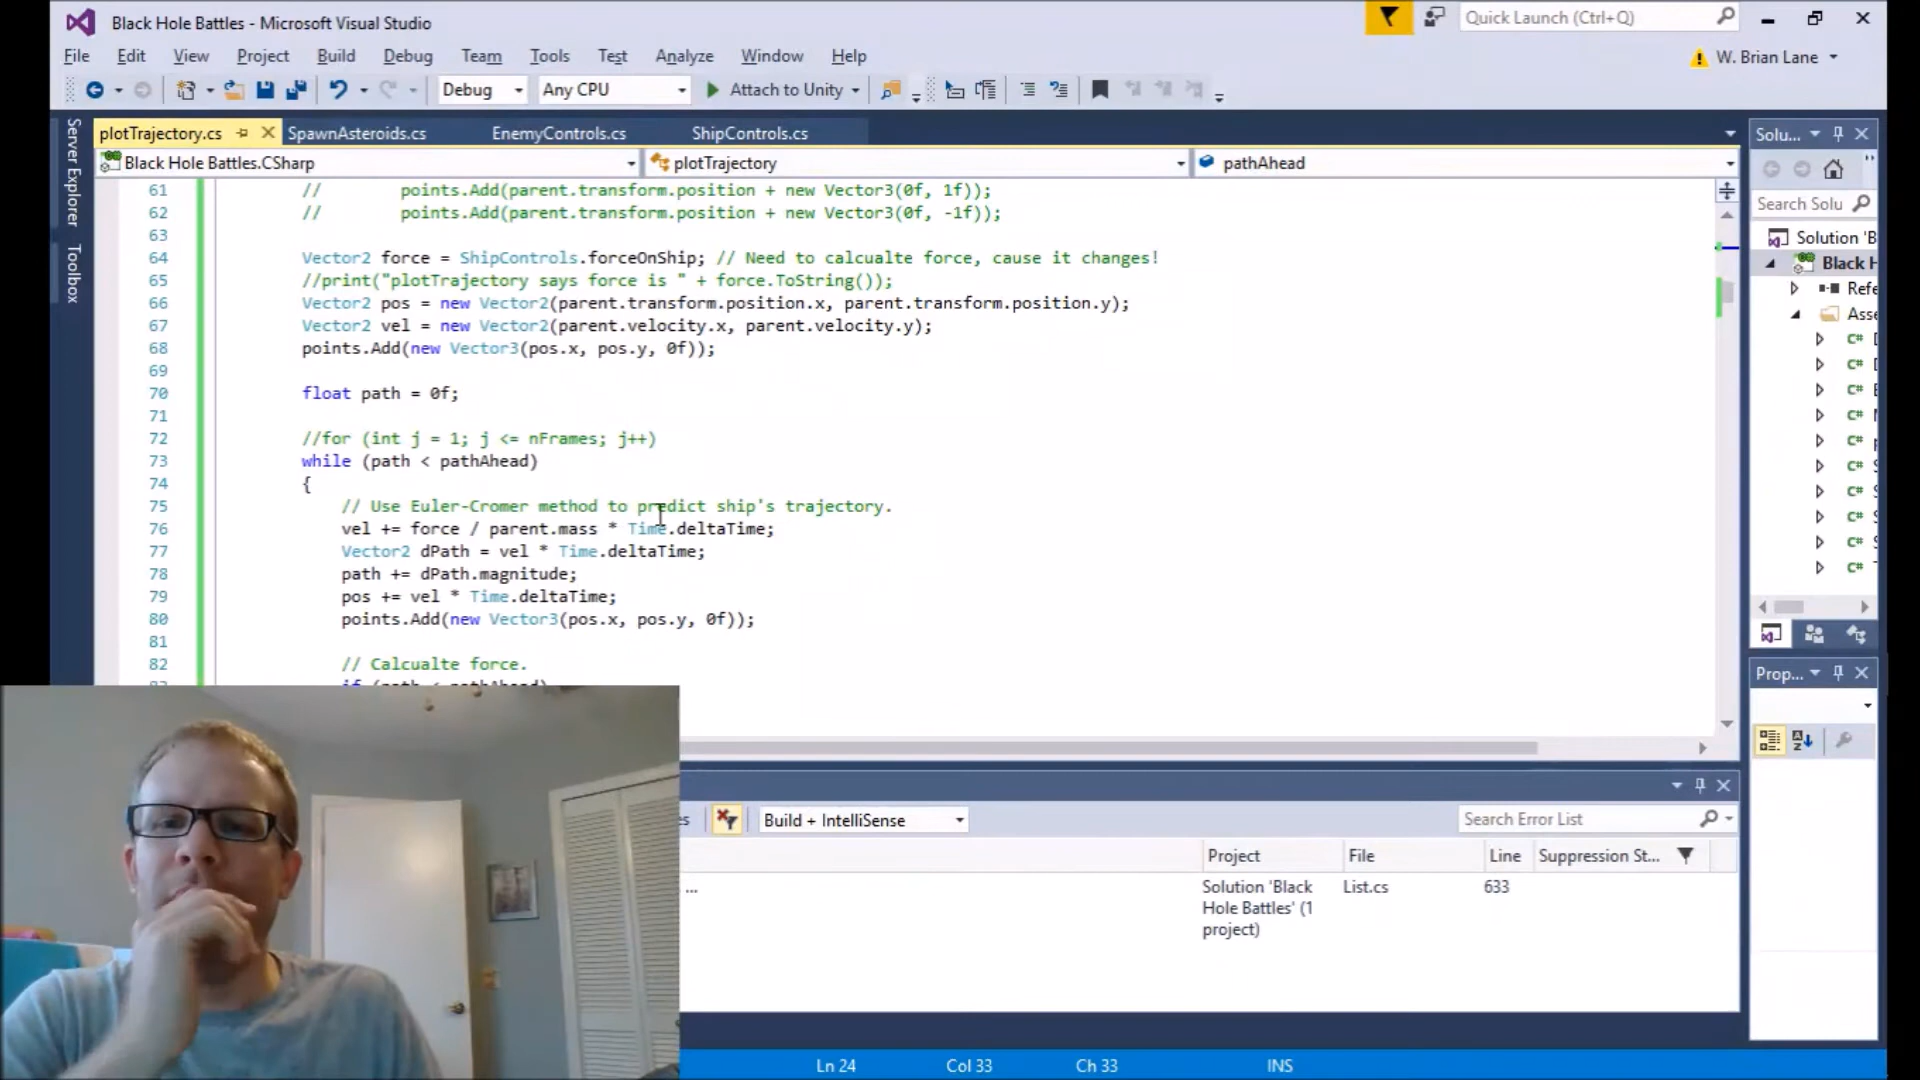 Black Hole Battles - Microsoft Visual Studio
Quick Launch (Ctrl+Q)
File Edit View Project Build Debug Team Tools Test Analyze Window Help
W. Brian Lane
Debug Any CPU Attach to Unity
Server Explorer
Toolbox
plotTrajectory.cs SpawnAsteroids.cs EnemyControls.cs ShipControls.cs
Black Hole Battles.CSharp plotTrajectory pathAhead
61 // points.Add(parent.transform.position + new Vector3(0f, 1f));
62 // points.Add(parent.transform.position + new Vector3(0f, -1f));
63
64 Vector2 force = ShipControls.forceOnShip; // Need to calcualte force, cause it changes!
65 //print("plotTrajectory says force is " + force.ToString());
66 Vector2 pos = new Vector2(parent.transform.position.x, parent.transform.position.y);
67 Vector2 vel = new Vector2(parent.velocity.x, parent.velocity.y);
68 points.Add(new Vector3(pos.x, pos.y, 0f));
69
70 float path = 0f;
71
72 //for (int j = 1; j <= nFrames; j++)
73 while (path < pathAhead)
74 {
75 // Use Euler-Cromer method to predict ship's trajectory.
76 vel += force / parent.mass * Time.deltaTime;
77 Vector2 dPath = vel * Time.deltaTime;
78 path += dPath.magnitude;
79 pos += vel * Time.deltaTime;
80 points.Add(new Vector3(pos.x, pos.y, 0f));
81
82 // Calcualte force.
Solu...
Search Solu
Solution 'B
Black H
Refe
Asse
C#
C#
C#
C#
C#
C#
C#
C#
C#
C#
Prop...
Build + IntelliSense
Search Error List
Project File Line Suppression St...
... Solution 'Black List.cs 633
Hole Battles' (1
project)
Ln 24 Col 33 Ch 33 INS